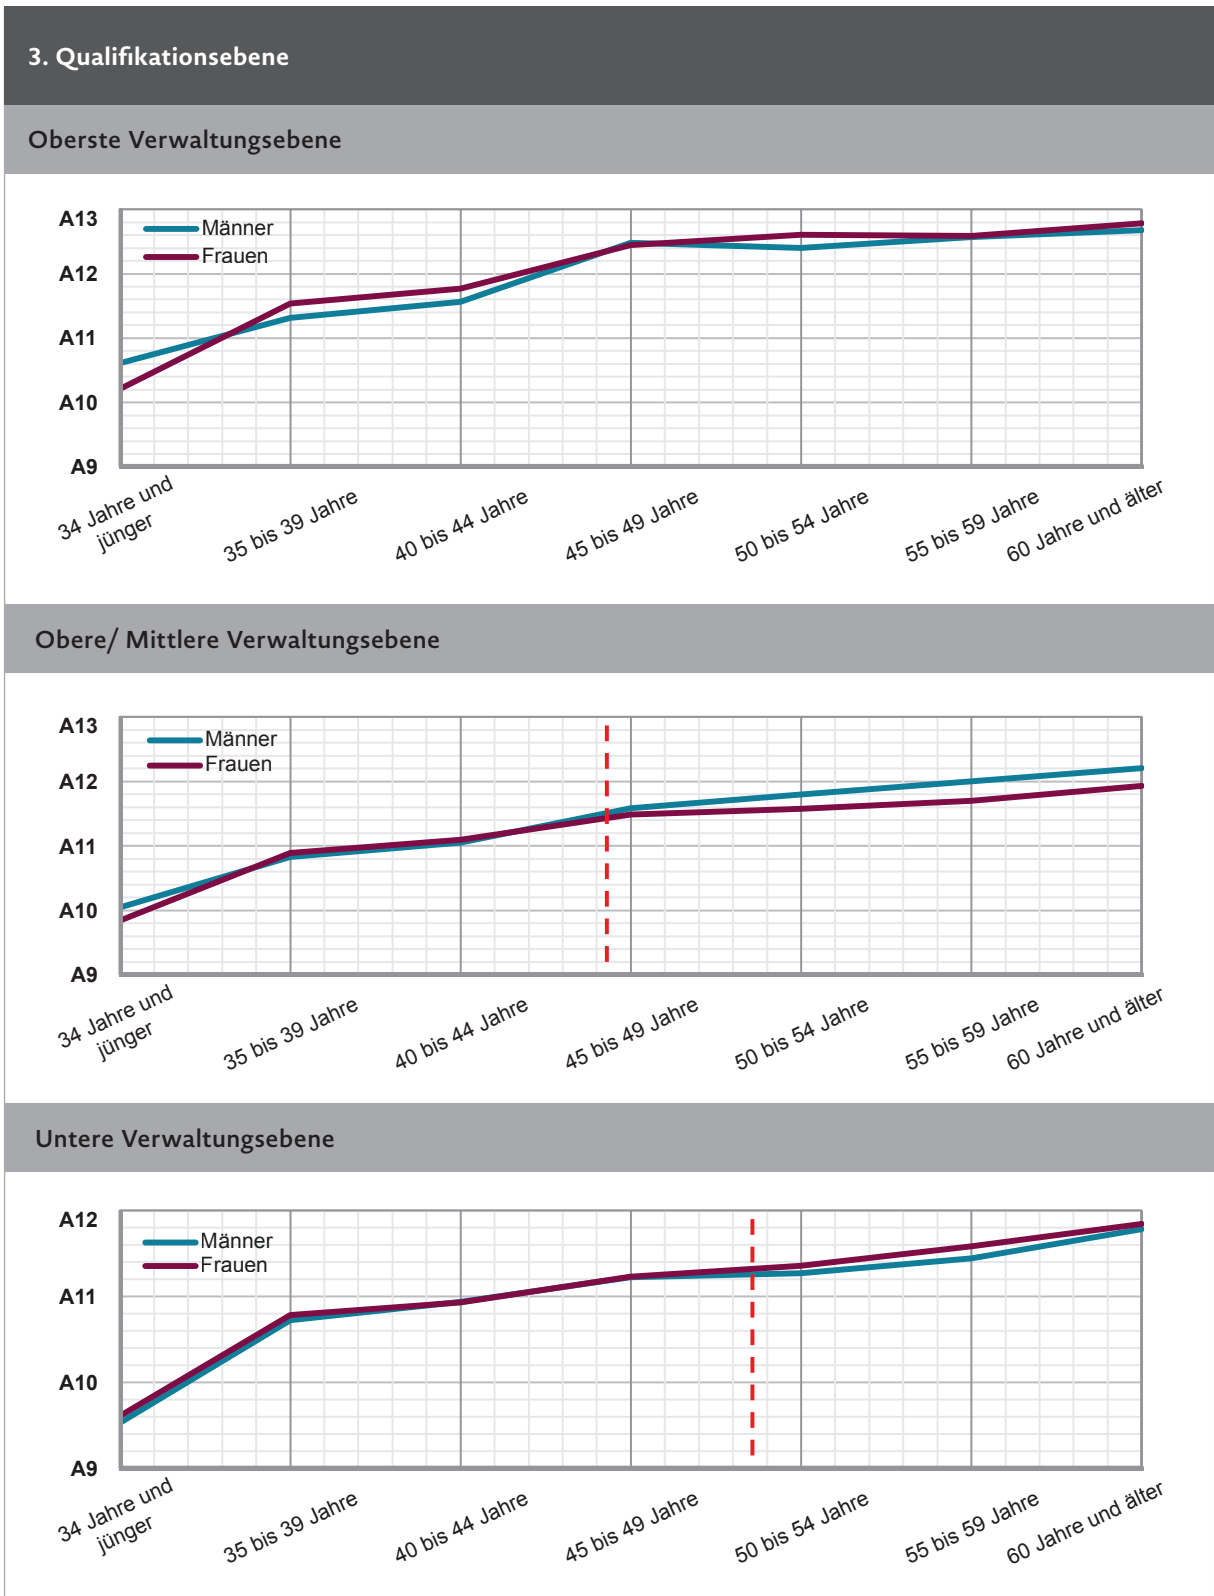 3. Qualifikationsebene
Oberste Verwaltungsebene
A13
A12
A11
A10
A9
Männer
Frauen
34 Jahre und
jünger
35 bis 39 Jahre
40 bis 44 Jahre
45 bis 49 Jahre
50 bis 54 Jahre
55 bis 59 Jahre
60 Jahre und älter
Obere/ Mittlere Verwaltungsebene
A13
A12
A11
A10
A9
Männer
Frauen
34 Jahre und
jünger
35 bis 39 Jahre
40 bis 44 Jahre
45 bis 49 Jahre
50 bis 54 Jahre
55 bis 59 Jahre
60 Jahre und älter
Untere Verwaltungsebene
A12
A11
A10
A9
Männer
Frauen
34 Jahre und
jünger
35 bis 39 Jahre
40 bis 44 Jahre
45 bis 49 Jahre
50 bis 54 Jahre
55 bis 59 Jahre
60 Jahre und älter